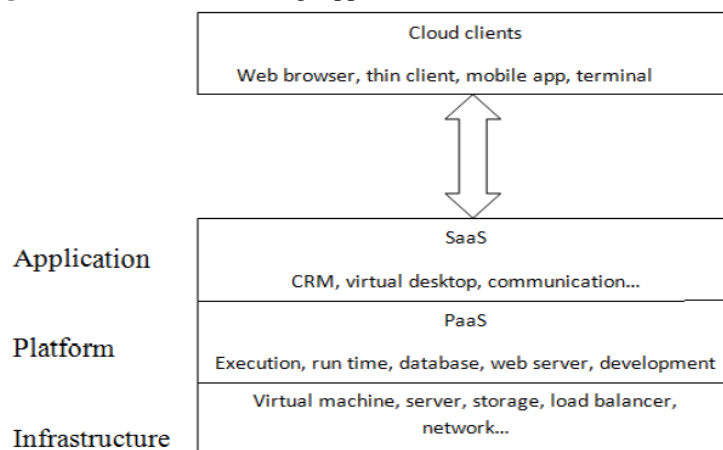 Cloud clients
Web browser, thin client, mobile app, terminal
SaaS
Application
CRM, virtual desktop, communication...
PaaS
Platform
Execution, run time, database, web server, development
Virtual machine, server, storage, load balancer,
network...
Infrastructure